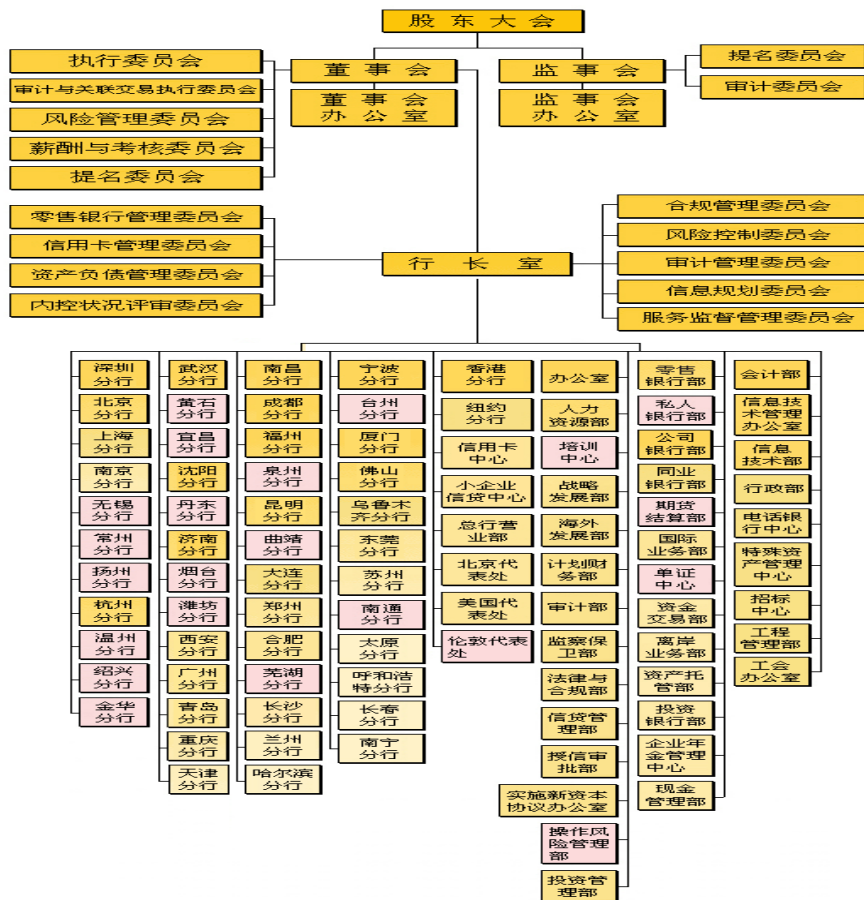 股东大会
执行委员会
审计与关联交易执行委员会
风险管理委员会
薪酬与考核委员会
提名委员会
董事会
董事会
办公室
监事会
监事会
办公室
提名委员会
审计委员会
零售银行管理委员会
信用卡管理委员会
资产负债管理委员会
内控状况评审委员会
行长室
合规管理委员会
风险控制委员会
审计管理委员会
信息规划委员会
服务监督管理委员会
深圳
分行
北京
分行
上海
分行
南京
分行
无锡
分行
常州
分行
扬州
分行
杭州
分行
温州
分行
绍兴
分行
金华
分行
武汉
分行
黄石
分行
宜昌
分行
沈阳
分行
丹东
分行
济南
分行
烟台
分行
潍坊
分行
西安
分行
广州
分行
青岛
分行
重庆
分行
天津
分行
南昌
分行
成都
分行
福州
分行
泉州
分行
昆明
分行
曲靖
分行
大连
分行
郑州
分行
合肥
分行
芜湖
分行
长沙
分行
兰州
分行
哈尔滨
分行
宁波
分行
台州
分行
厦门
分行
佛山
分行
乌鲁木
齐分行
东莞
分行
苏州
分行
南通
分行
太原
分行
呼和浩
特分行
长春
分行
南宁
分行
香港
分行
纽约
分行
信用卡
中心
小企业
信贷中心
总行营
业部
北京代
表处
美国代
表处
伦敦代表
处
办公室
人力
资源部
培训
中心
战略
发展部
海外
发展部
计划财
务部
审计部
监察保
卫部
法律与
合规部
信贷管
理部
授信审
批部
实施新资本
协议办公室
操作风
险管理
部
投资管
理部
零售
银行部
私人
银行部
公司
银行部
同业
银行部
期货
结算部
国际
业务部
单证
中心
资金
交易部
离岸
业务部
资产托
管部
投资
银行部
企业年
金管理
中心
现金
管理部
会计部
信息技
术管理
办公室
信息
技术部
行政部
电话银
行中心
特殊资
产管理
中心
招标
中心
工程
管理部
工会
办公室